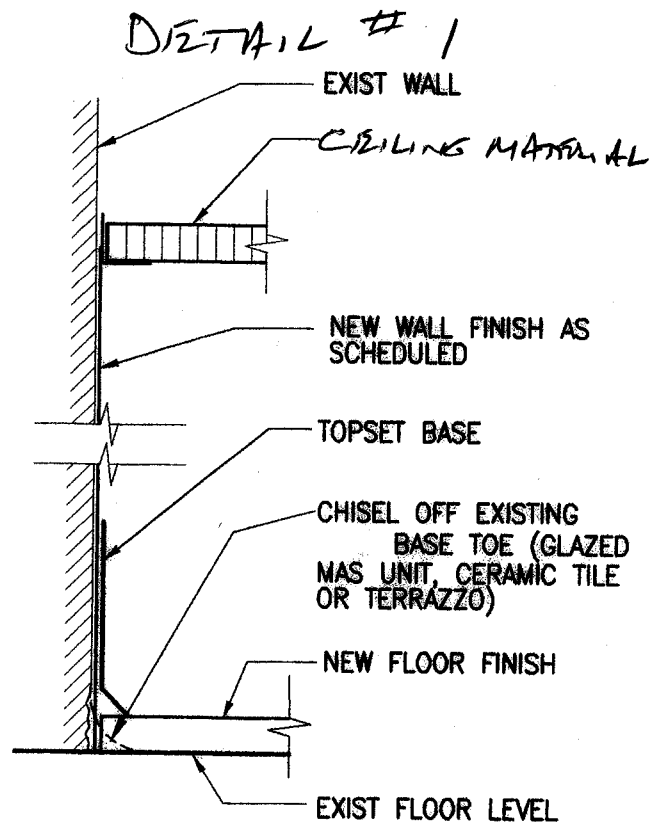 DETAIL # 1
EXIST WALL
CEILING MATERIAL
NEW WALL FINISH AS
SCHEDULED
TOPSET BASE
CHISEL OFF EXISTING
BASE TOE (GLAZED
MAS UNIT, CERAMIC TILE
OR TERRAZZO)
NEW FLOOR FINISH
EXIST FLOOR LEVEL